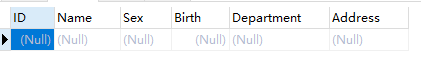 ID Name Sex Birth Department Address
(Null) (Null) (Null) (Null) (Null) (Null)